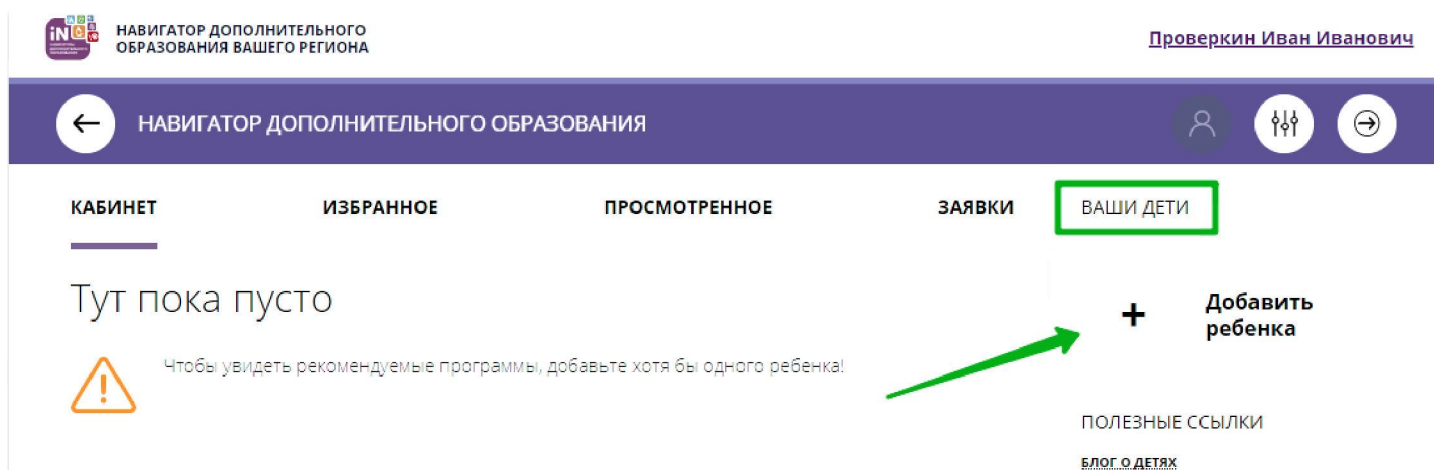 НАВИГАТОР ДОПОЛНИТЕЛЬНОГО
ОБРАЗОВАНИЯ ВАШЕГО РЕГИОНА
Проверкин Иван Иванович
НАВИГАТОР ДОПОЛНИТЕЛЬНОГО ОБРАЗОВАНИЯ
КАБИНЕТ ИЗБРАННОЕ ПРОСМОТРЕННОЕ ЗАЯВКИ ВАШИ ДЕТИ
Тут пока пусто
Чтобы увидеть рекомендуемые программы, добавьте хотя бы одного ребенка!
+ Добавить
ребенка
ПОЛЕЗНЫЕ ССЫЛКИ
БЛОГ О ДЕТЯХ